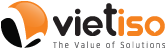 vietiso
The Value of Solutions